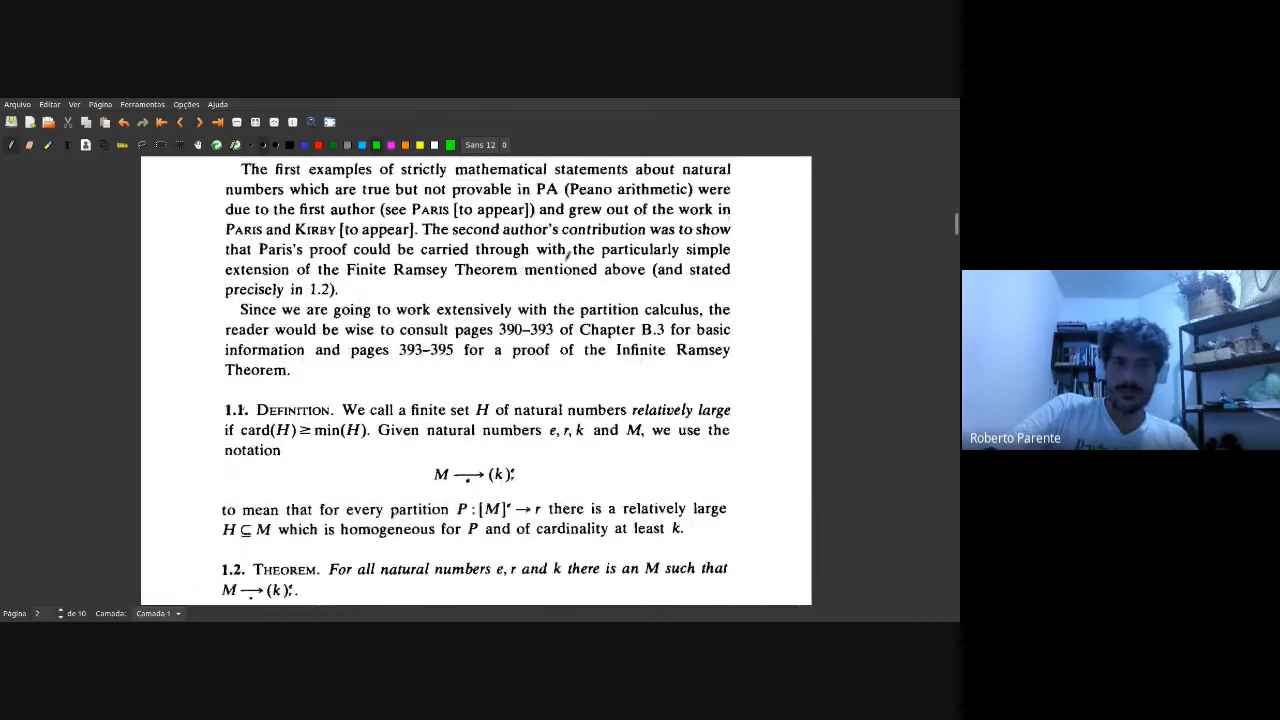 Arquivo Editar Ver Página Ferramentas Opções Ajuda
Sans 12
The first examples of strictly mathematical statements about natural
numbers which are true but not provable in PA (Peano arithmetic) were
due to the first author (see PARIS [to appear]) and grew out of the work in
PARIS and KIRBY [to appear]. The second author's contribution was to show
that Paris's proof could be carried through with the particularly simple
extension of the Finite Ramsey Theorem mentioned above (and stated
precisely in 1.2).
Since we are going to work extensively with the partition calculus, the
reader would be wise to consult pages 390–393 of Chapter B.3 for basic
information and pages 393–395 for a proof of the Infinite Ramsey
Theorem.
1.1. DEFINITION. We call a finite set H of natural numbers relatively large
if card(H) ≥ min(H). Given natural numbers e, r, k and M, we use the
notation
M ⟶ (k)
to mean that for every partition P : [M]ᵉ → r there is a relatively large
H ⊆ M which is homogeneous for P and of cardinality at least k.
1.2. THEOREM. For all natural numbers e, r and k there is an M such that
M ⟶ (k)
Roberto Parente
Página 2 de 10 Camada: Camada 1